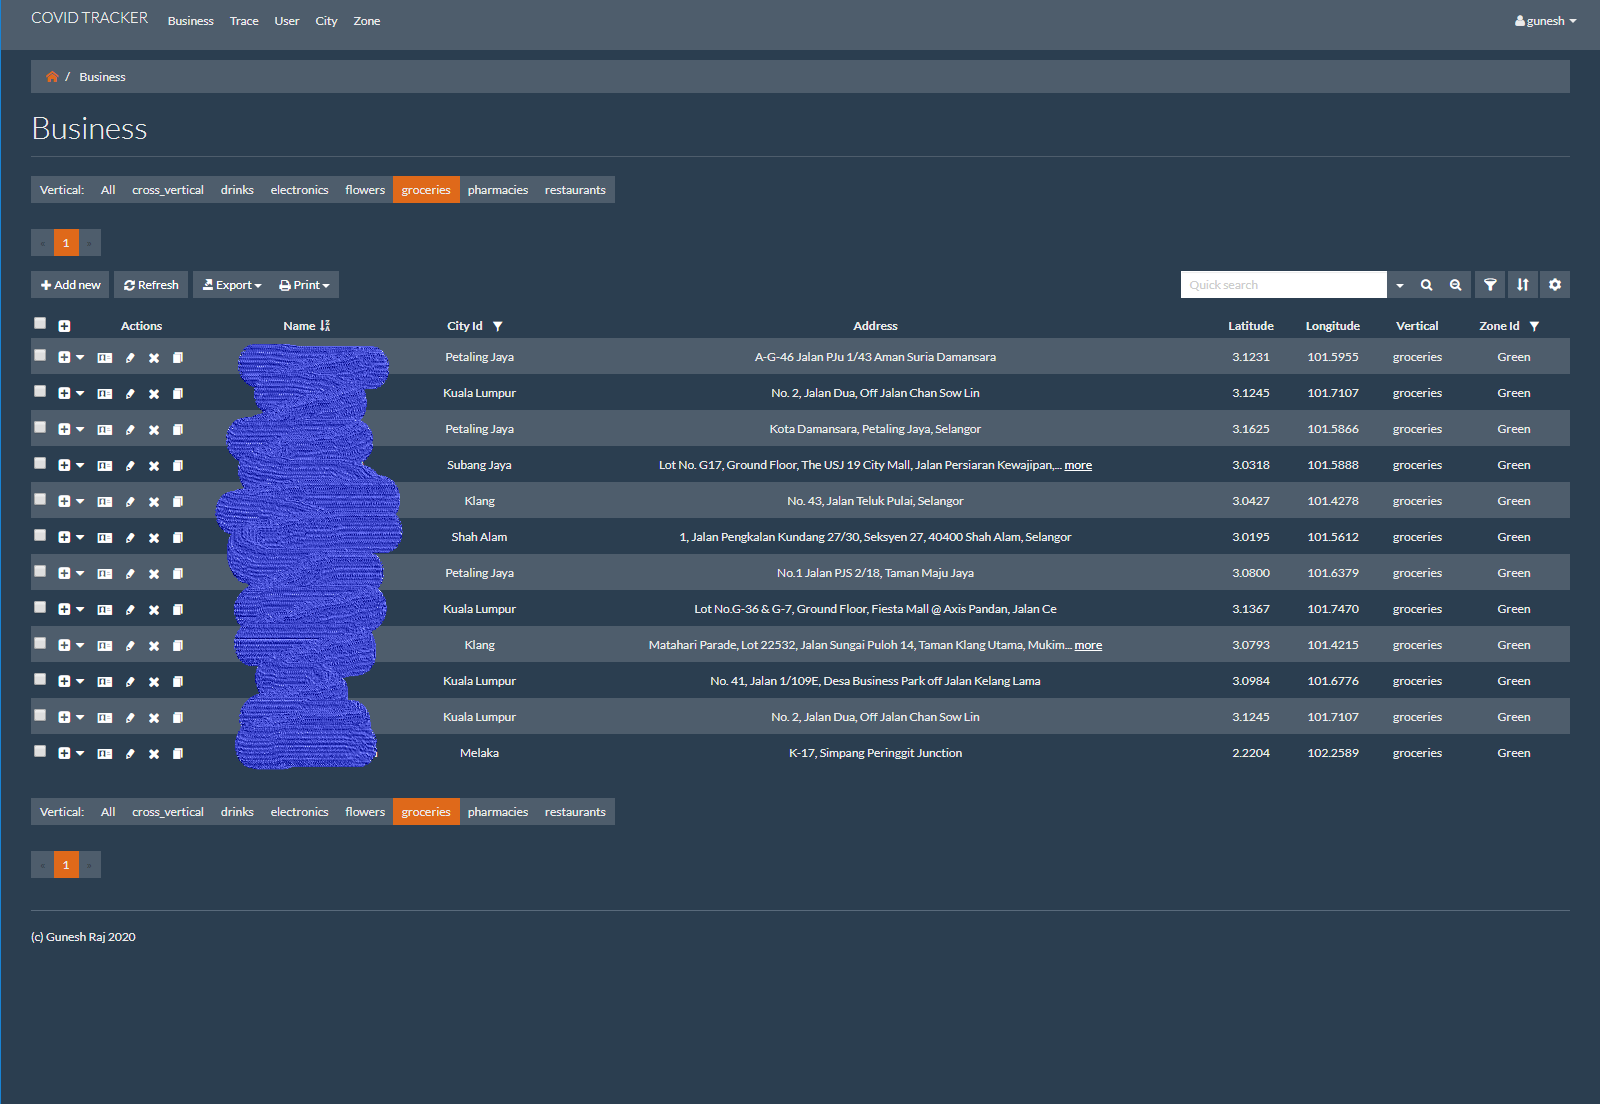 COVID TRACKER Business Trace User City Zone gunesh
/ Business
Business
Vertical: All cross_vertical drinks electronics flowers groceries pharmacies restaurants
« 1 »
Add new Refresh Export Print Quick search
Actions Name City Id Address Latitude Longitude Vertical Zone Id
Petaling Jaya A-G-46 Jalan PJu 1/43 Aman Suria Damansara 3.1231 101.5955 groceries Green
Kuala Lumpur No. 2, Jalan Dua, Off Jalan Chan Sow Lin 3.1245 101.7107 groceries Green
Petaling Jaya Kota Damansara, Petaling Jaya, Selangor 3.1625 101.5866 groceries Green
Subang Jaya Lot No. G17, Ground Floor, The USJ 19 City Mall, Jalan Persiaran Kewajipan,... more 3.0318 101.5888 groceries Green
Klang No. 43, Jalan Teluk Pulai, Selangor 3.0427 101.4278 groceries Green
Shah Alam 1, Jalan Pengkalan Kundang 27/30, Seksyen 27, 40400 Shah Alam, Selangor 3.0195 101.5612 groceries Green
Petaling Jaya No.1 Jalan PJS 2/18, Taman Maju Jaya 3.0800 101.6379 groceries Green
Kuala Lumpur Lot No.G-36 & G-7, Ground Floor, Fiesta Mall @ Axis Pandan, Jalan Ce 3.1367 101.7470 groceries Green
Klang Matahari Parade, Lot 22532, Jalan Sungai Puloh 14, Taman Klang Utama, Mukim... more 3.0793 101.4215 groceries Green
Kuala Lumpur No. 41, Jalan 1/109E, Desa Business Park off Jalan Kelang Lama 3.0984 101.6776 groceries Green
Kuala Lumpur No. 2, Jalan Dua, Off Jalan Chan Sow Lin 3.1245 101.7107 groceries Green
Melaka K-17, Simpang Peringgit Junction 2.2204 102.2589 groceries Green
Vertical: All cross_vertical drinks electronics flowers groceries pharmacies restaurants
« 1 »
(c) Gunesh Raj 2020